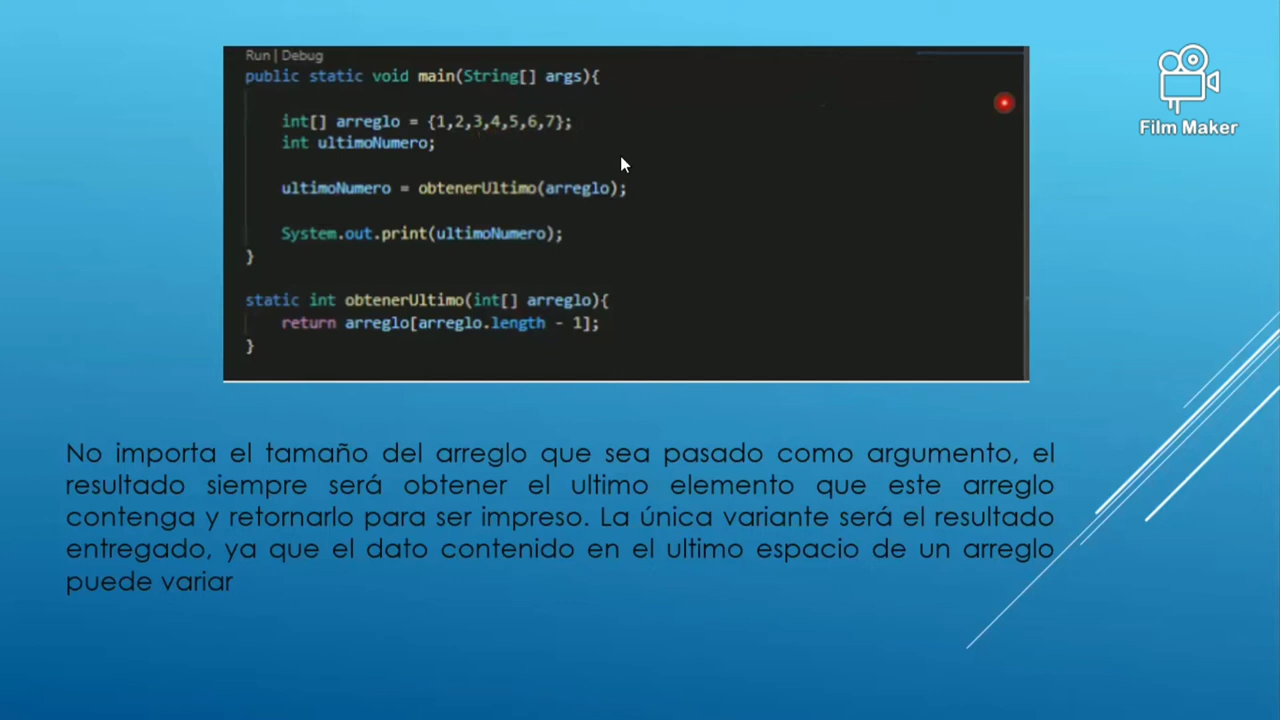 Run | Debug
public static void main(String[] args){
int[] arreglo = {1,2,3,4,5,6,7};
int ultimoNumero;
ultimoNumero = obtenerUltimo(arreglo);
System.out.print(ultimoNumero);
}
static int obtenerUltimo(int[] arreglo){
return arreglo[arreglo.length - 1];
}
Film Maker
No importa el tamaño del arreglo que sea pasado como argumento, el
resultado siempre será obtener el ultimo elemento que este arreglo
contenga y retornarlo para ser impreso. La única variante será el resultado
entregado, ya que el dato contenido en el ultimo espacio de un arreglo
puede variar